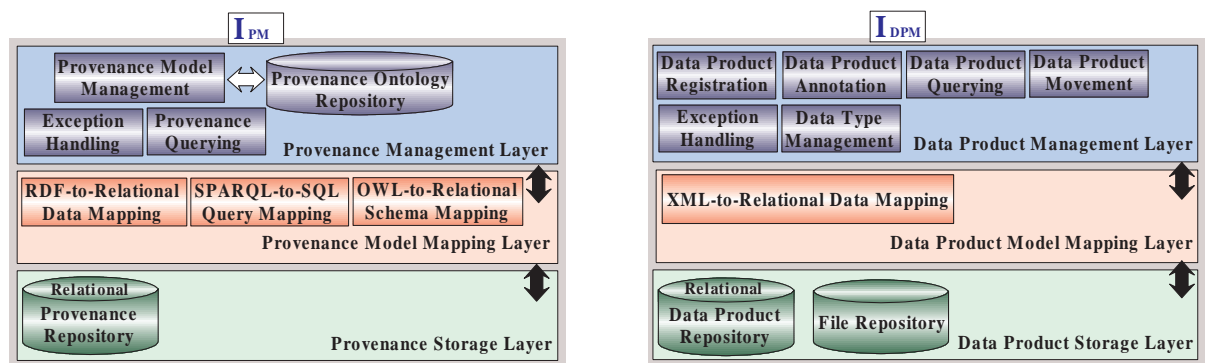 I PM
Provenance Model
Management
Provenance Ontology
Repository
Exception
Handling
Provenance
Querying
Provenance Management Layer
RDF-to-Relational
Data Mapping
SPARQL-to-SQL
Query Mapping
OWL-to-Relational
Schema Mapping
Provenance Model Mapping Layer
Relational
Provenance
Repository
Provenance Storage Layer
I DPM
Data Product
Registration
Data Product
Annotation
Data Product
Querying
Data Product
Movement
Exception
Handling
Data Type
Management
Data Product Management Layer
XML-to-Relational Data Mapping
Data Product Model Mapping Layer
Relational
Data Product
Repository
File Repository
Data Product Storage Layer